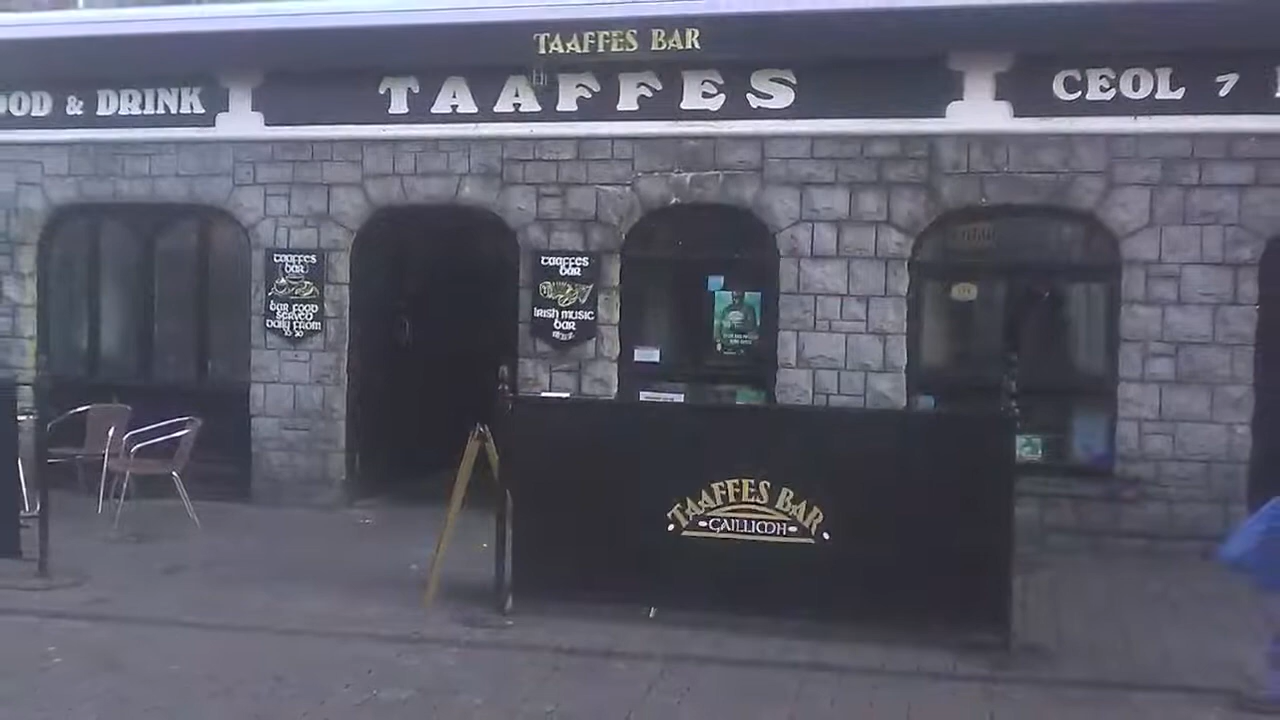 TAAFFES BAR
OOD & DRINK
TAAFFES
CEOL 7
TAAFFES
BAR
BAR FOOD
SERVED
DAILY FROM
TAAFFES
BAR
IRISH MUSIC
BAR
TAAFFES BAR
GAILLIMH